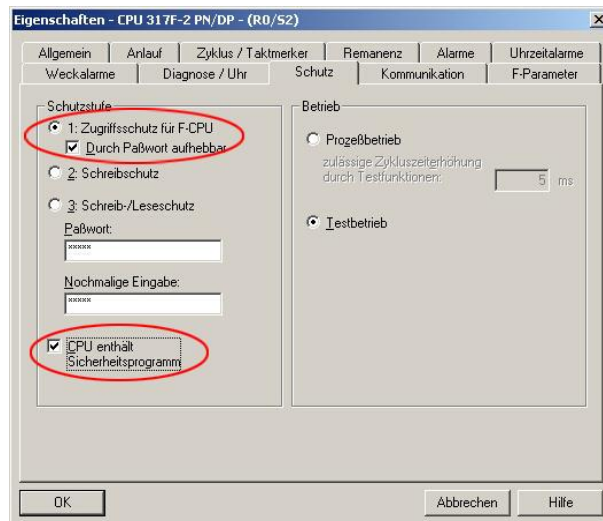 Eigenschaften - CPU 317F-2 PN/DP - (R0/S2)
Allgemein Anlauf Zyklus / Taktmerker Remanenz Alarme Uhrzeitalarme
Weckalarme Diagnose / Uhr Schutz Kommunikation F-Parameter
Schutzstufe
1: Zugriffsschutz für F-CPU
Durch Paßwort aufhebbar
2: Schreibschutz
3: Schreib-/Leseschutz
Paßwort:
*****
Nochmalige Eingabe:
*****
CPU enthält
Sicherheitsprogramm
Betrieb
Prozeßbetrieb
zulässige Zykluszeiterhöhung
durch Testfunktionen:
5 ms
Testbetrieb
OK Abbrechen Hilfe